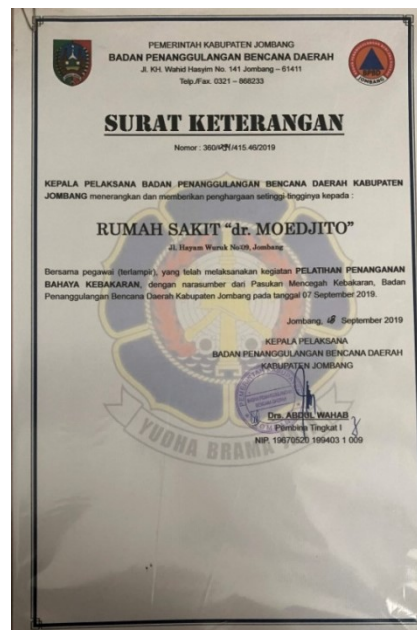 PEMERINTAH KABUPATEN JOMBANG
BADAN PENANGGULANGAN BENCANA DAERAH
Jl. KH. Wahid Hasyim No. 141 Jombang – 61411
Telp./Fax. 0321 – 868233
BPBD
JOMBANG
SURAT KETERANGAN
Nomor : /415.46/2019
KEPALA PELAKSANA BADAN PENANGGULANGAN BENCANA DAERAH KABUPATEN
JOMBANG menerangkan dan memberikan penghargaan setinggi-tingginya kepada :
RUMAH SAKIT “dr. MOEDJITO”
Jl. Hayam Wuruk Jombang
Bersama pegawai (terlampir), yang telah melaksanakan kegiatan PELATIHAN PENANGANAN
BAHAYA KEBAKARAN, dengan narasumber dari Pasukan Mencegah Kebakaran, Badan
Penanggulangan Bencana Daerah Kabupaten Jombang pada tanggal 07 September 2019.
Jombang, 18 September 2019
KEPALA PELAKSANA
BADAN PENANGGULANGAN BENCANA DAERAH
KABUPATEN JOMBANG
Drs. ABDUL WAHAB
Pembina Tingkat I
NIP. 19670520 199403 1 009
YUDHA BRAMA